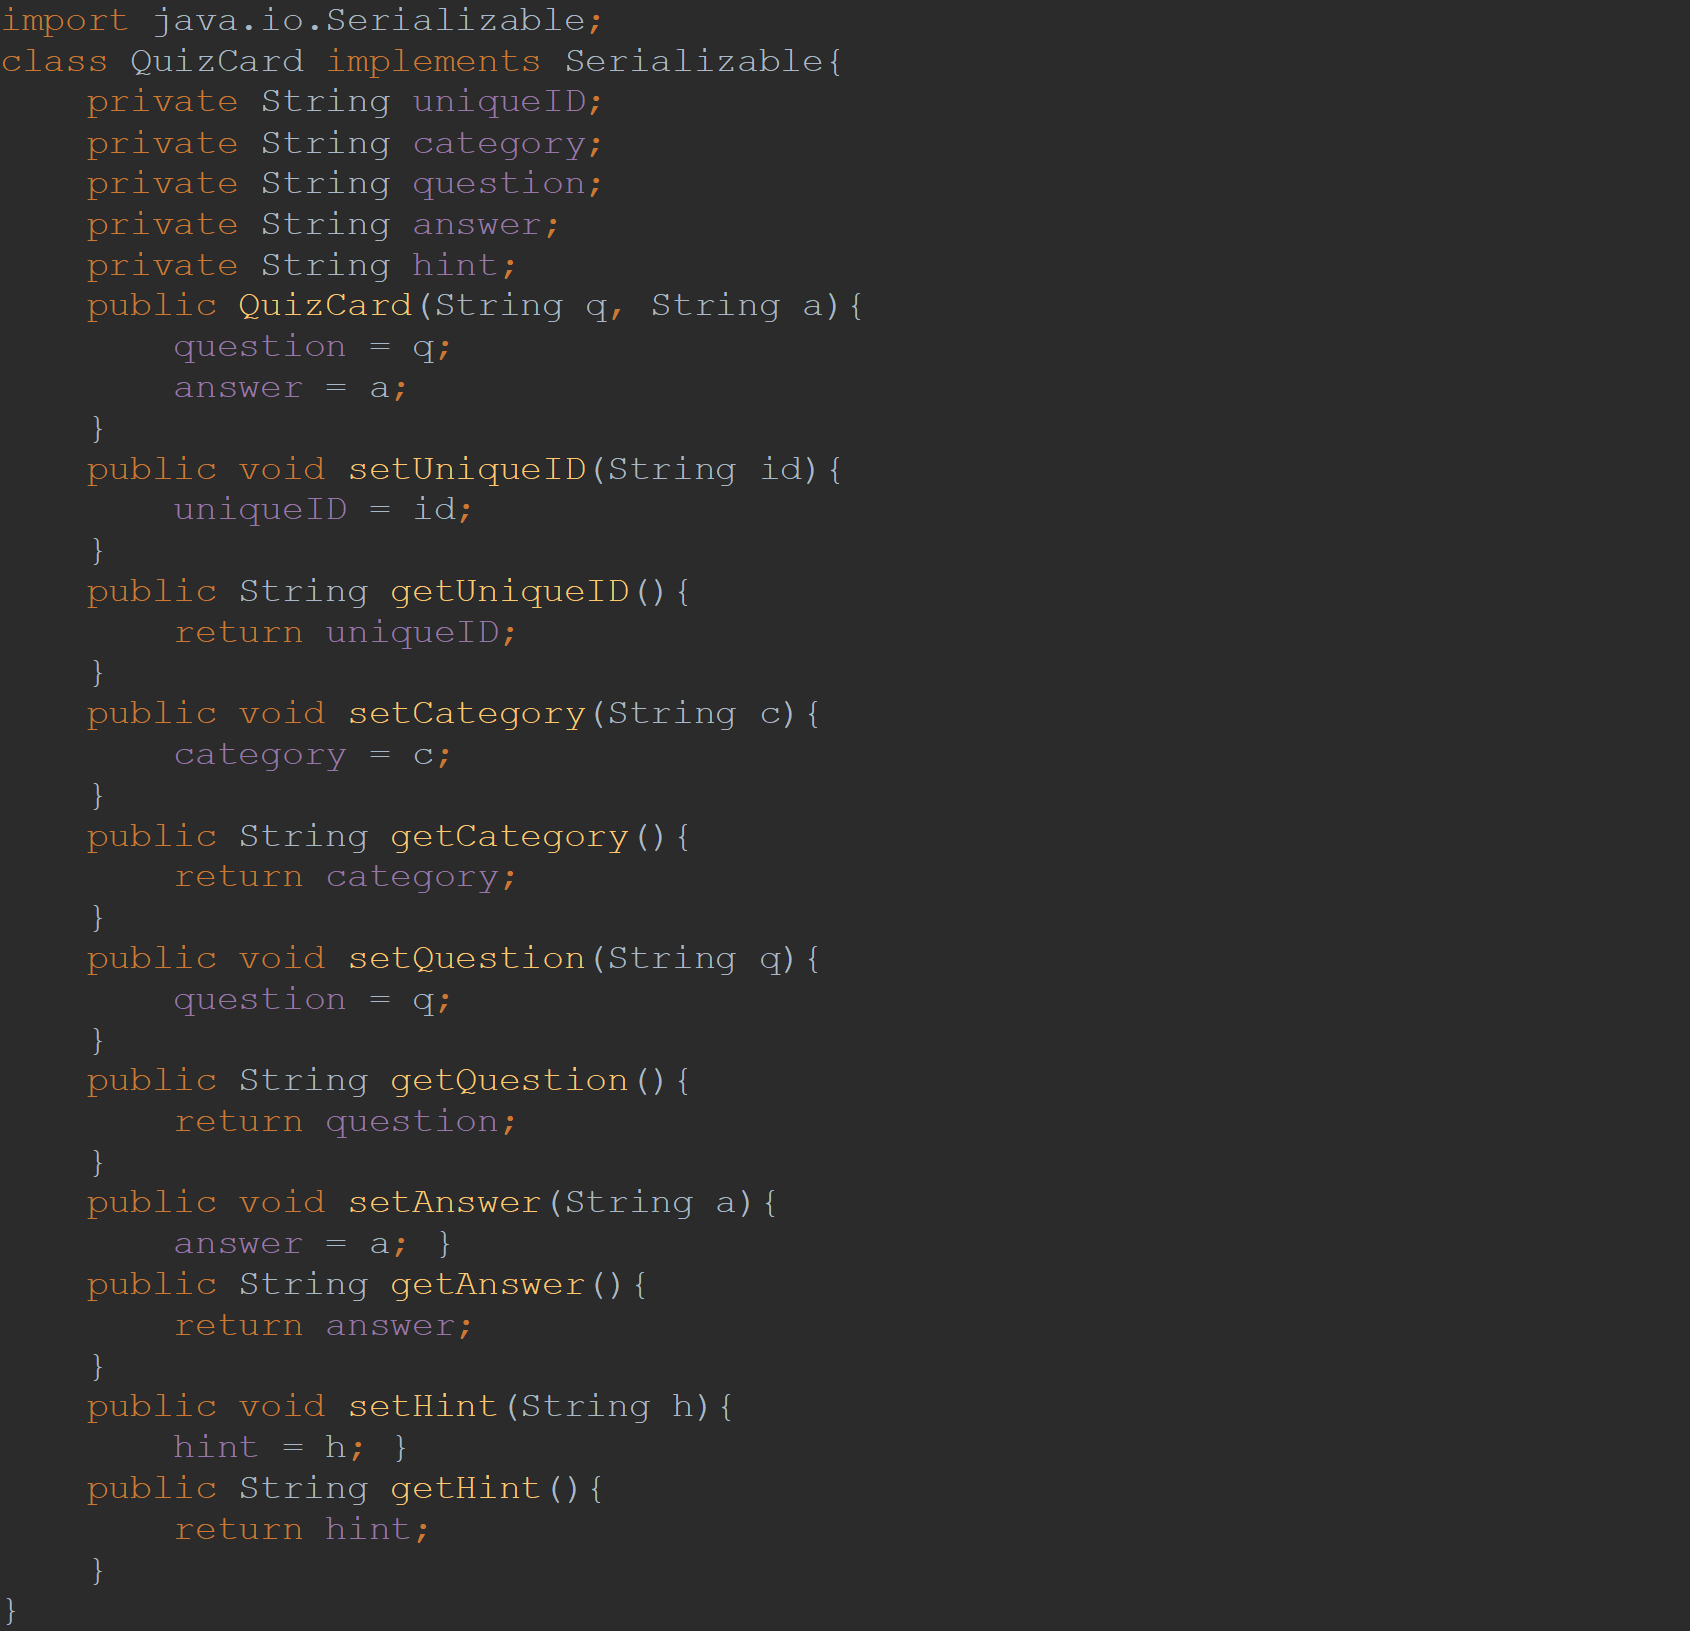 import java.io.Serializable;
class QuizCard implements Serializable{
    private String uniqueID;
    private String category;
    private String question;
    private String answer;
    private String hint;
    public QuizCard(String q, String a){
        question = q;
        answer = a;
    }
    public void setUniqueID(String id){
        uniqueID = id;
    }
    public String getUniqueID(){
        return uniqueID;
    }
    public void setCategory(String c){
        category = c;
    }
    public String getCategory(){
        return category;
    }
    public void setQuestion(String q){
        question = q;
    }
    public String getQuestion(){
        return question;
    }
    public void setAnswer(String a){
        answer = a; }
    public String getAnswer(){
        return answer;
    }
    public void setHint(String h){
        hint = h; }
    public String getHint(){
        return hint;
    }
}